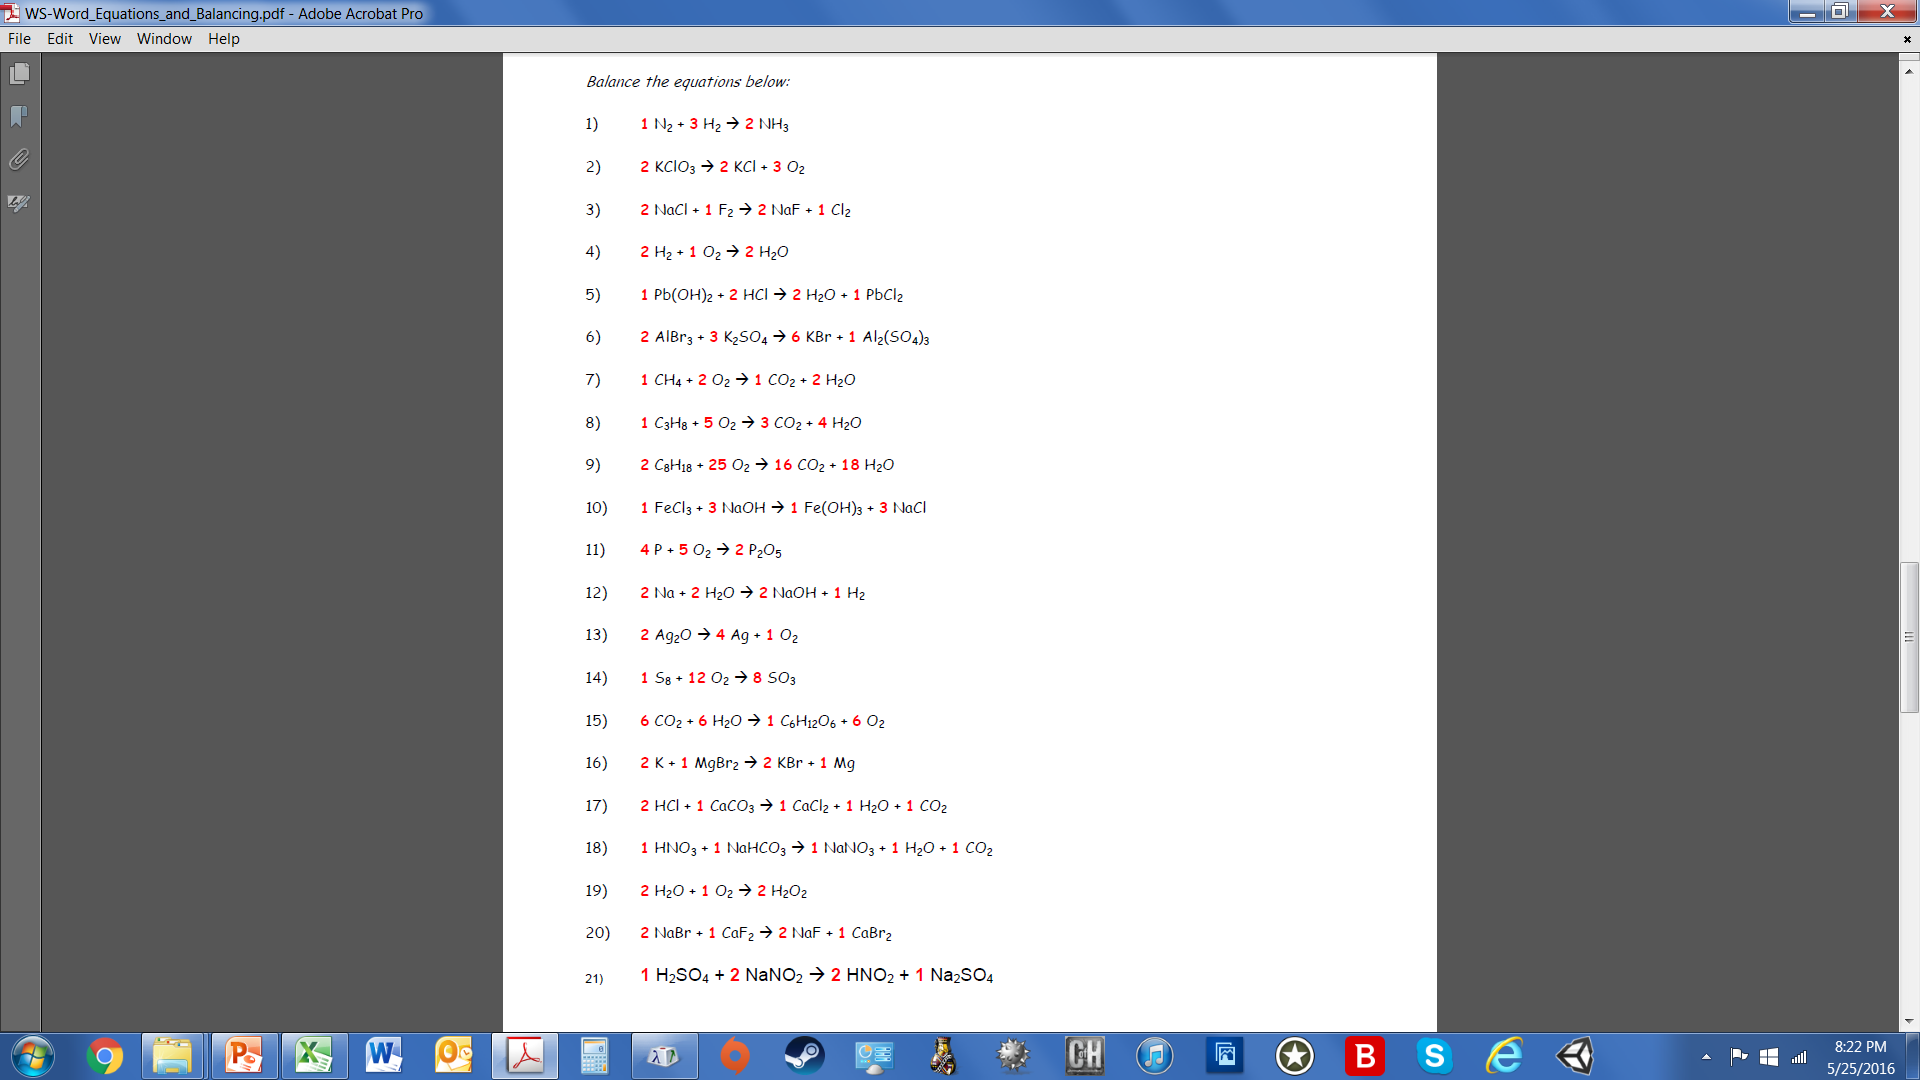 WS-Word_Equations_and_Balancing.pdf - Adobe Acrobat Pro
File Edit View Window Help
Balance the equations below:
1) 1 N₂ + 3 H₂ → 2 NH₃
2) 2 KClO₃ → 2 KCl + 3 O₂
3) 2 NaCl + 1 F₂ → 2 NaF + 1 Cl₂
4) 2 H₂ + 1 O₂ → 2 H₂O
5) 1 Pb(OH)₂ + 2 HCl → 2 H₂O + 1 PbCl₂
6) 2 AlBr₃ + 3 K₂SO₄ → 6 KBr + 1 Al₂(SO₄)₃
7) 1 CH₄ + 2 O₂ → 1 CO₂ + 2 H₂O
8) 1 C₃H₈ + 5 O₂ → 3 CO₂ + 4 H₂O
9) 2 C₈H₁₈ + 25 O₂ → 16 CO₂ + 18 H₂O
10) 1 FeCl₃ + 3 NaOH → 1 Fe(OH)₃ + 3 NaCl
11) 4 P + 5 O₂ → 2 P₂O₅
12) 2 Na + 2 H₂O → 2 NaOH + 1 H₂
13) 2 Ag₂O → 4 Ag + 1 O₂
14) 1 S₈ + 12 O₂ → 8 SO₃
15) 6 CO₂ + 6 H₂O → 1 C₆H₁₂O₆ + 6 O₂
16) 2 K + 1 MgBr₂ → 2 KBr + 1 Mg
17) 2 HCl + 1 CaCO₃ → 1 CaCl₂ + 1 H₂O + 1 CO₂
18) 1 HNO₃ + 1 NaHCO₃ → 1 NaNO₃ + 1 H₂O + 1 CO₂
19) 2 H₂O + 1 O₂ → 2 H₂O₂
20) 2 NaBr + 1 CaF₂ → 2 NaF + 1 CaBr₂
21) 1 H₂SO₄ + 2 NaNO₂ → 2 HNO₂ + 1 Na₂SO₄
8:22 PM
5/25/2016